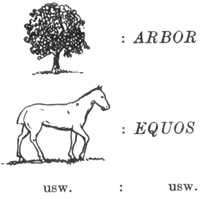 : ARBOR
: EQUOS
usw. : usw.